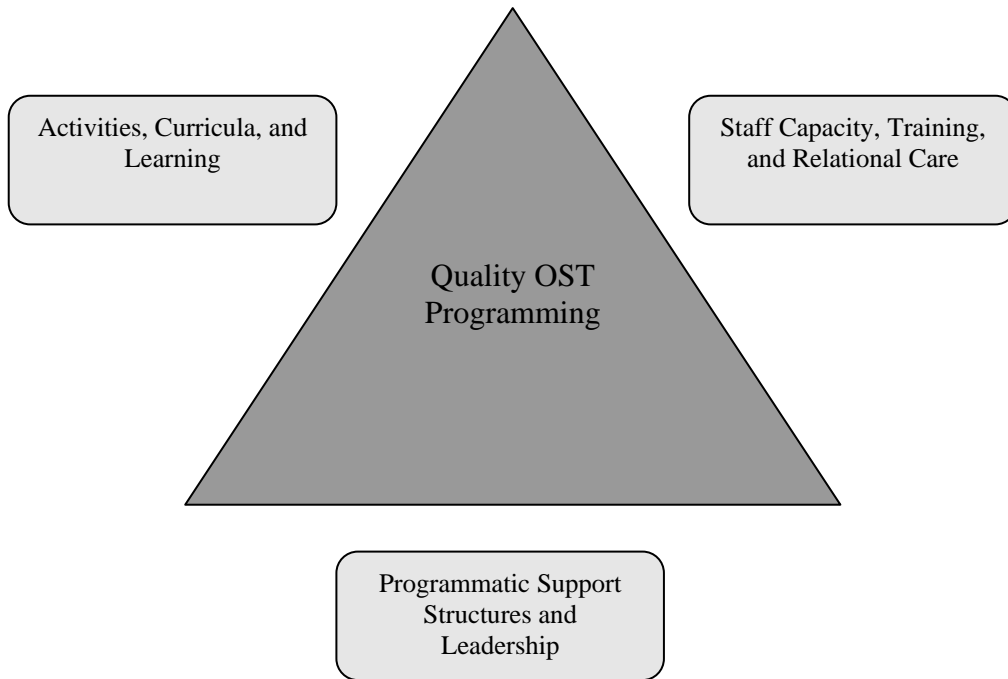 Activities, Curricula, and
Learning
Staff Capacity, Training,
and Relational Care
Quality OST
Programming
Programmatic Support
Structures and
Leadership